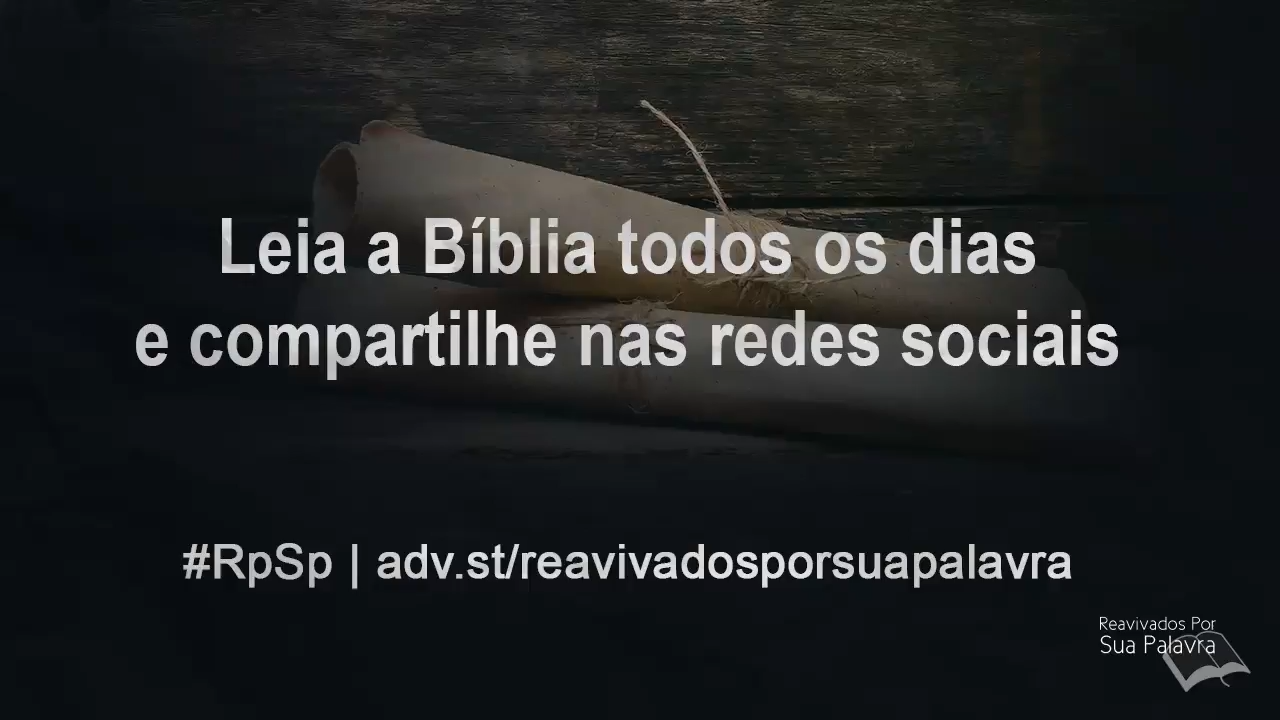 Leia a Bíblia todos os dias
e compartilhe nas redes sociais
#RpSp | adv.st/reavivadosporsuapalavra
Reavivados Por
Sua Palavra